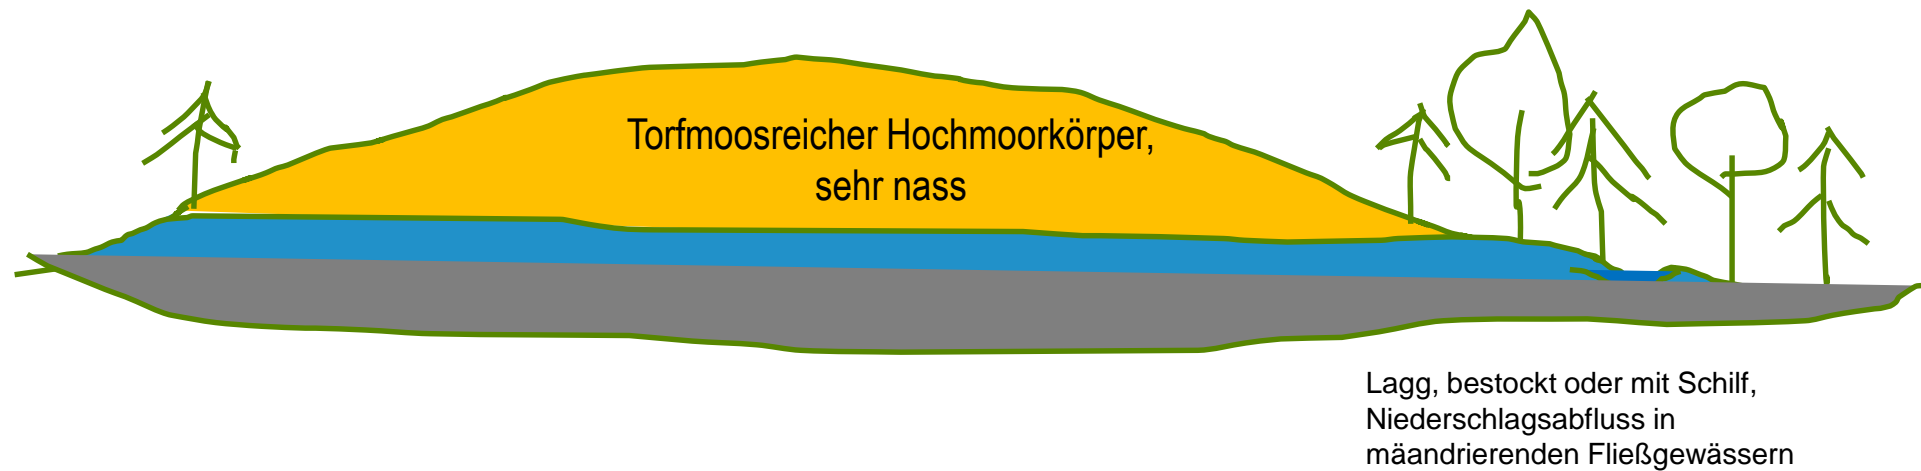 Torfmoosreicher Hochmoorkörper,
sehr nass
Lagg, bestockt oder mit Schilf,
Niederschlagsabfluss in
mäandrierenden Fließgewässern